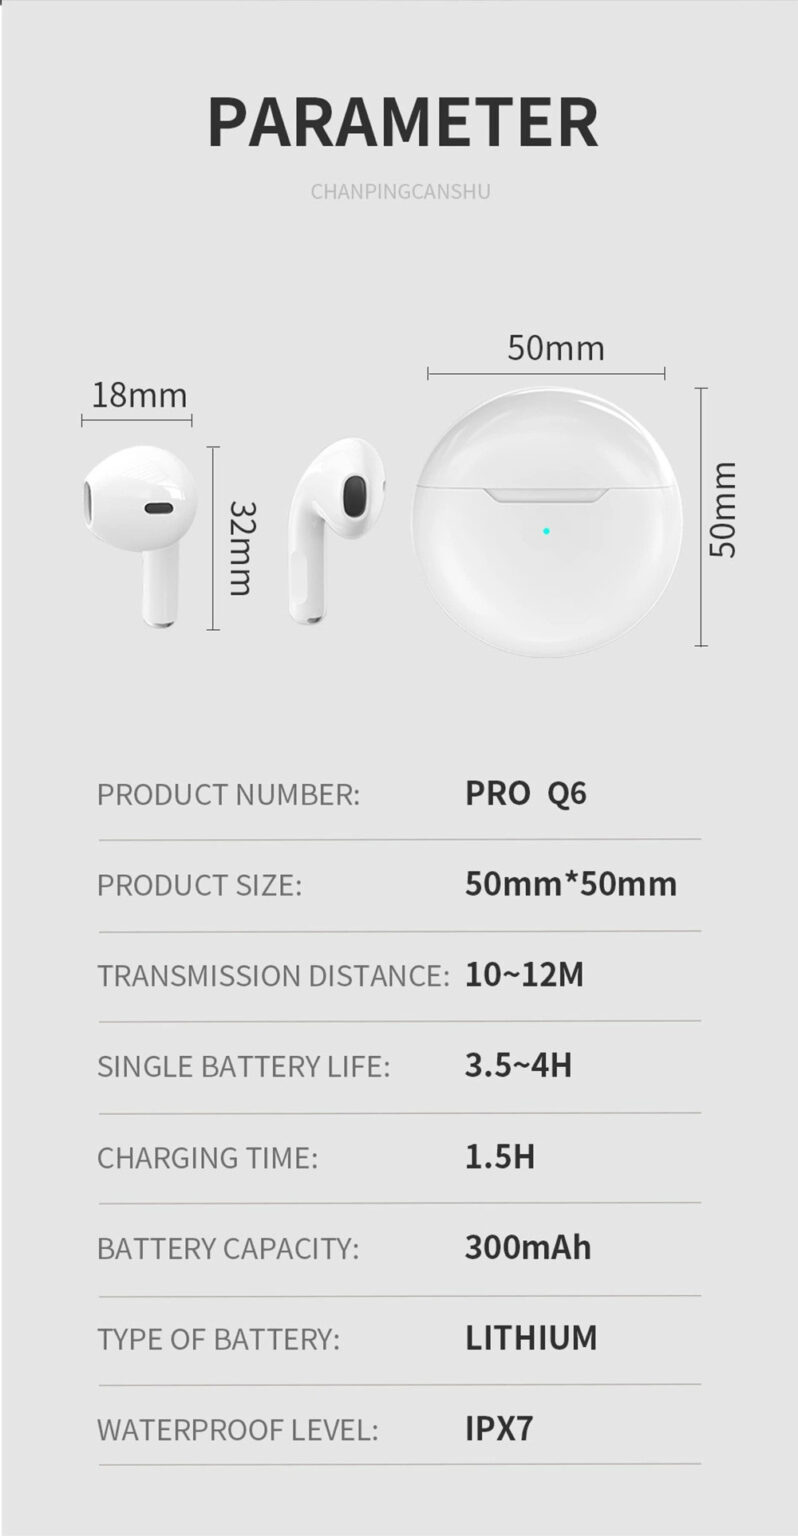 PARAMETER
CHANPINGCANSHU
50mm
18mm
32mm
50mm
PRODUCT NUMBER: PRO Q6
PRODUCT SIZE: 50mm*50mm
TRANSMISSION DISTANCE: 10~12M
SINGLE BATTERY LIFE: 3.5~4H
CHARGING TIME: 1.5H
BATTERY CAPACITY: 300mAh
TYPE OF BATTERY: LITHIUM
WATERPROOF LEVEL: IPX7